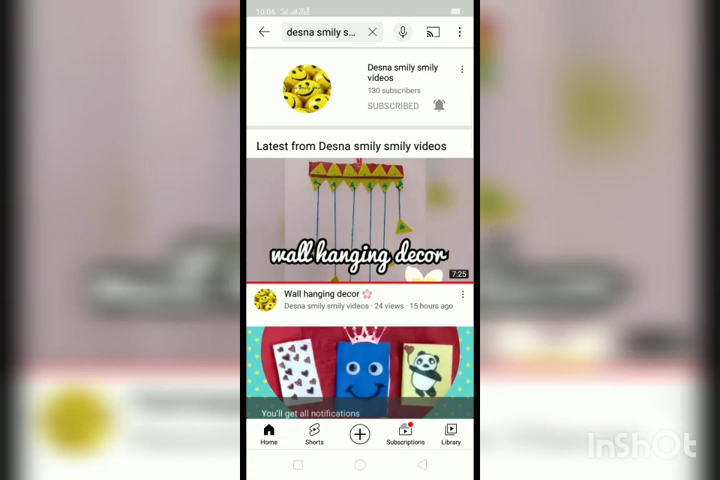 10:06
desna smily s...
Desna smily smily
videos
130 subscribers
SUBSCRIBED
Latest from Desna smily smily videos
wall hanging decor
7:25
Wall hanging decor 🌸
Desna smily smily videos · 24 views · 15 hours ago
You'll get all notifications
Home
Shorts
Subscriptions
Library
InShOt